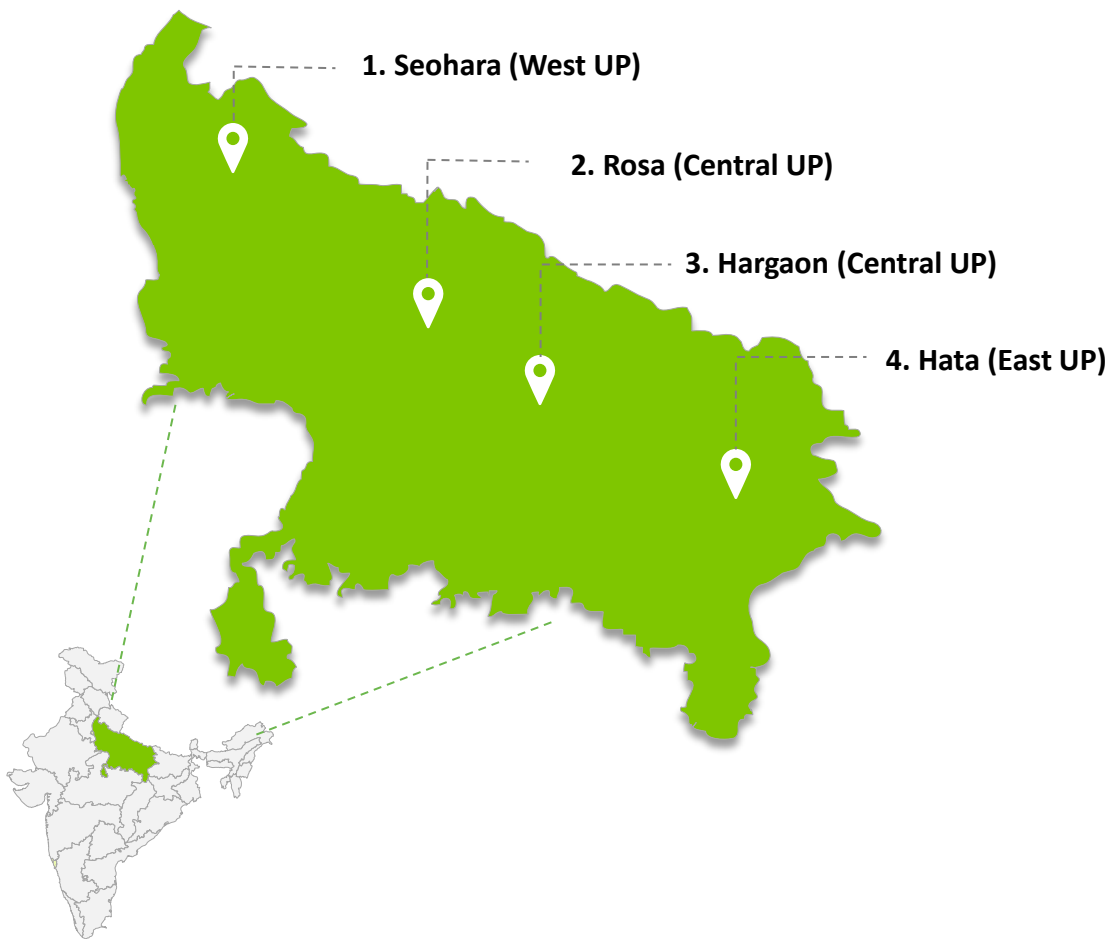 1. Seohara (West UP)
2. Rosa (Central UP)
3. Hargaon (Central UP)
4. Hata (East UP)